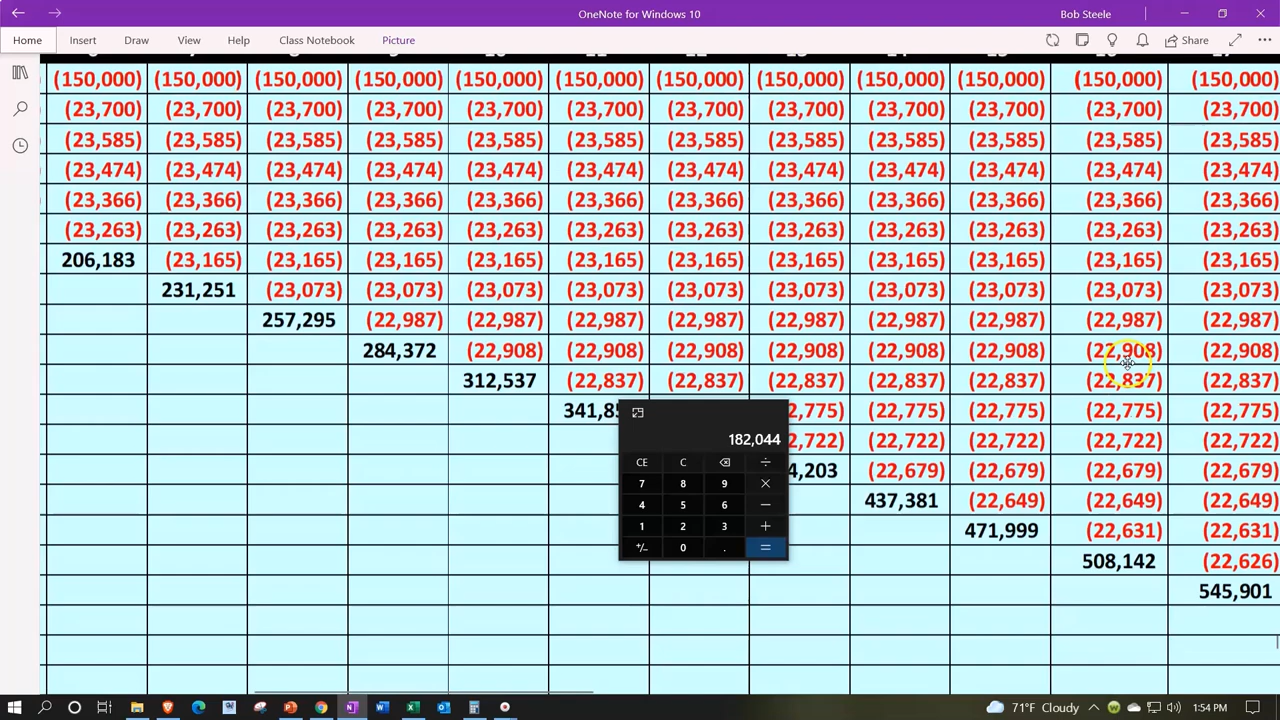 OneNote for Windows 10
Bob Steele
Home Insert Draw View Help Class Notebook Picture Share
(150,000) (150,000) (150,000) (150,000) (150,000) (150,000) (150,000) (150,000) (150,000) (150,000) (150,000) (150,000)
(23,700) (23,700) (23,700) (23,700) (23,700) (23,700) (23,700) (23,700) (23,700) (23,700) (23,700) (23,700)
(23,585) (23,585) (23,585) (23,585) (23,585) (23,585) (23,585) (23,585) (23,585) (23,585) (23,585) (23,585)
(23,474) (23,474) (23,474) (23,474) (23,474) (23,474) (23,474) (23,474) (23,474) (23,474) (23,474) (23,474)
(23,366) (23,366) (23,366) (23,366) (23,366) (23,366) (23,366) (23,366) (23,366) (23,366) (23,366) (23,366)
(23,263) (23,263) (23,263) (23,263) (23,263) (23,263) (23,263) (23,263) (23,263) (23,263) (23,263) (23,263)
206,183 (23,165) (23,165) (23,165) (23,165) (23,165) (23,165) (23,165) (23,165) (23,165) (23,165) (23,165)
231,251 (23,073) (23,073) (23,073) (23,073) (23,073) (23,073) (23,073) (23,073) (23,073) (23,073)
257,295 (22,987) (22,987) (22,987) (22,987) (22,987) (22,987) (22,987) (22,987) (22,987)
284,372 (22,908) (22,908) (22,908) (22,908) (22,908) (22,908) (22,908) (22,908)
312,537 (22,837) (22,837) (22,837) (22,837) (22,837) (22,837) (22,837)
341,85 2,775) (22,775) (22,775) (22,775) (22,775)
2,722) (22,722) (22,722) (22,722) (22,722)
4,203 (22,679) (22,679) (22,679) (22,679)
437,381 (22,649) (22,649) (22,649)
471,999 (22,631) (22,631)
508,142 (22,626)
545,901
182,044
CE C ⌫ ÷
7 8 9 ×
4 5 6 −
1 2 3 +
+/− 0 . =
71°F Cloudy 1:54 PM